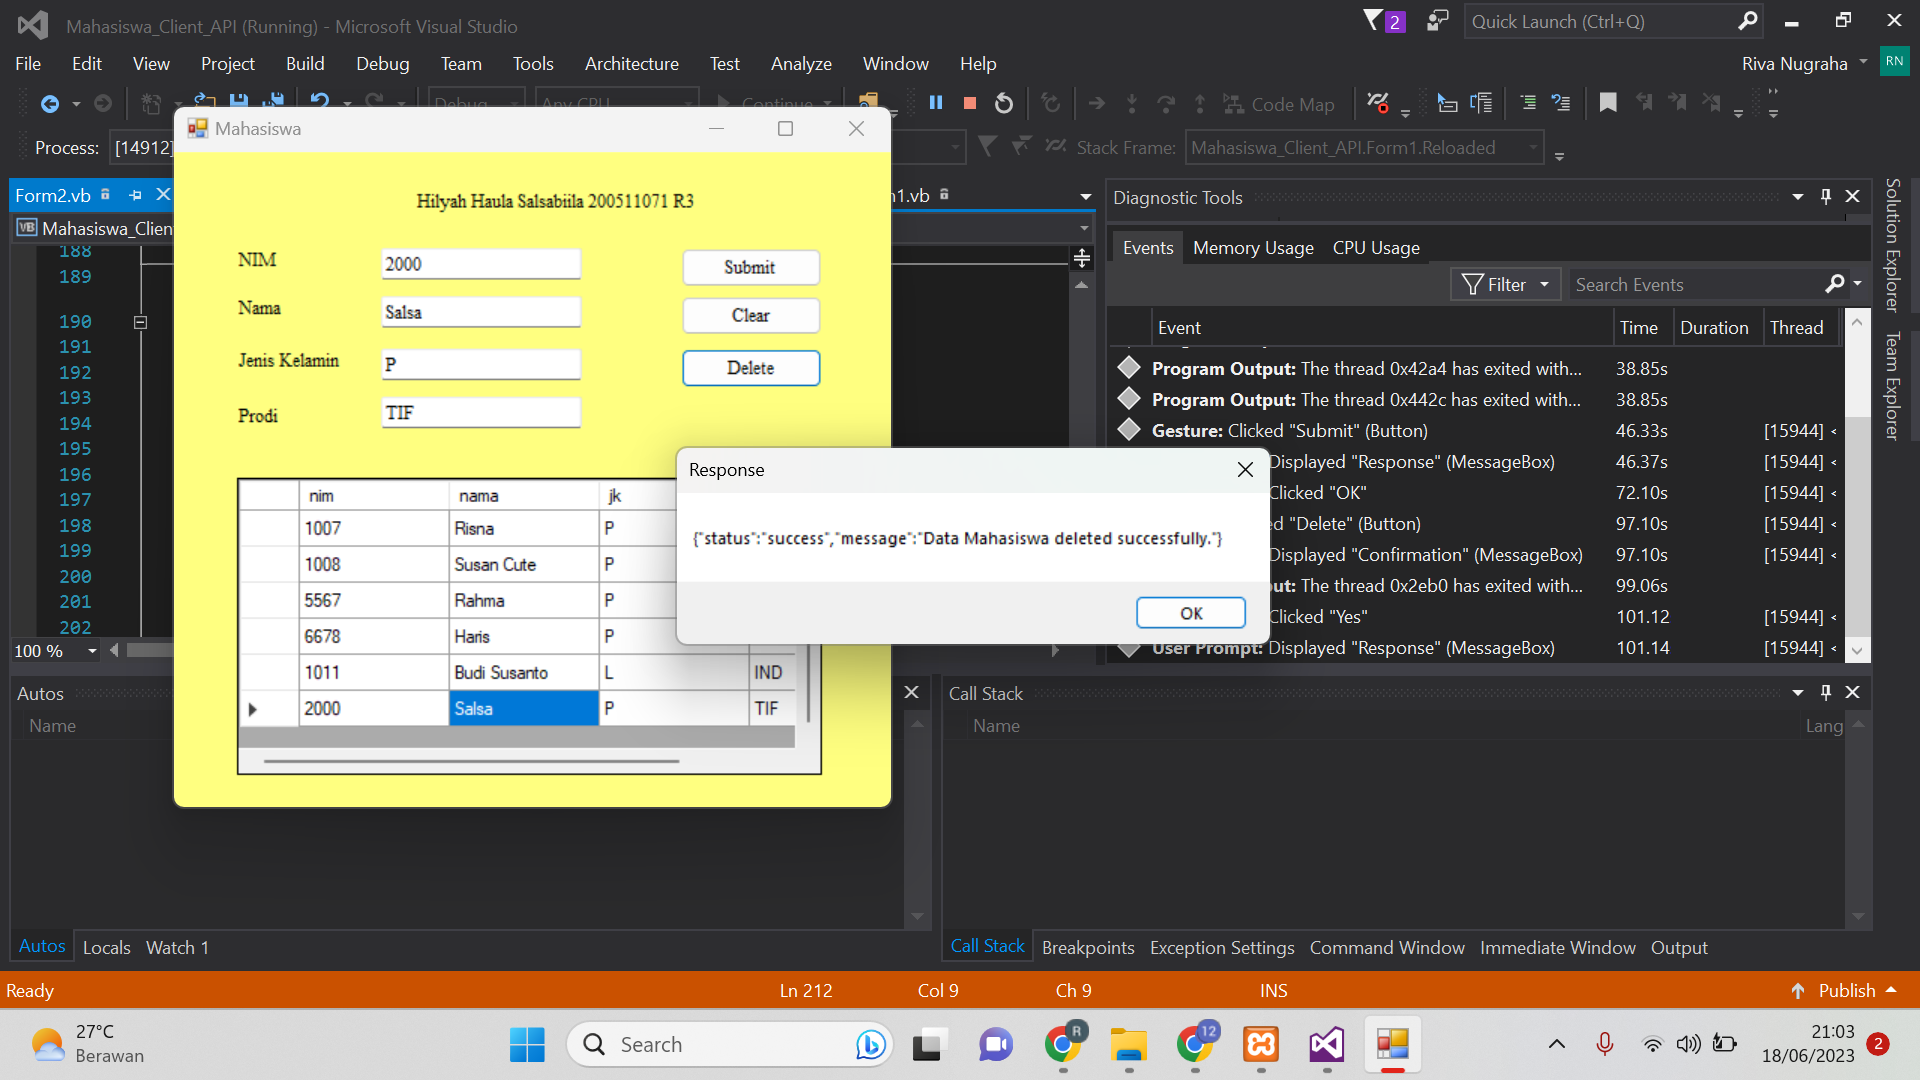 Mahasiswa_Client_API (Running) - Microsoft Visual Studio
2
Quick Launch (Ctrl+Q)
File Edit View Project Build Debug Team Tools Architecture Test Analyze Window Help
Riva Nugraha RN
Debug Any CPU Continue
Code Map
Process: [14912]
Stack Frame: Mahasiswa_Client_API.Form1.Reloaded
Form2.vb
1.vb
VB Mahasiswa_Clien
188
189
190
191
192
193
194
195
196
197
198
199
200
201
202
100 %
Mahasiswa
Hilyah Haula Salsabiila 200511071 R3
NIM 2000 Submit
Nama Salsa Clear
Jenis Kelamin P Delete
Prodi TIF
nim nama jk
1007 Risna P
1008 Susan Cute P
5567 Rahma P
6678 Haris P
1011 Budi Susanto L IND
2000 Salsa P TIF
Response
{"status":"success","message":"Data Mahasiswa deleted successfully."}
OK
Diagnostic Tools
Events Memory Usage CPU Usage
Filter Search Events
Event Time Duration Thread
Program Output: The thread 0x42a4 has exited with... 38.85s
Program Output: The thread 0x442c has exited with... 38.85s
Gesture: Clicked "Submit" (Button) 46.33s [15944]
Displayed "Response" (MessageBox) 46.37s [15944]
Clicked "OK" 72.10s [15944]
d "Delete" (Button) 97.10s [15944]
Displayed "Confirmation" (MessageBox) 97.10s [15944]
ut: The thread 0x2eb0 has exited with... 99.06s
Clicked "Yes" 101.12 [15944]
User Prompt: Displayed "Response" (MessageBox) 101.14 [15944]
Solution Explorer
Team Explorer
Autos
Name
Call Stack
Name Lang
Autos Locals Watch 1
Call Stack Breakpoints Exception Settings Command Window Immediate Window Output
Ready Ln 212 Col 9 Ch 9 INS Publish
27°C
Berawan
Search
R
12
21:03
18/06/2023
2